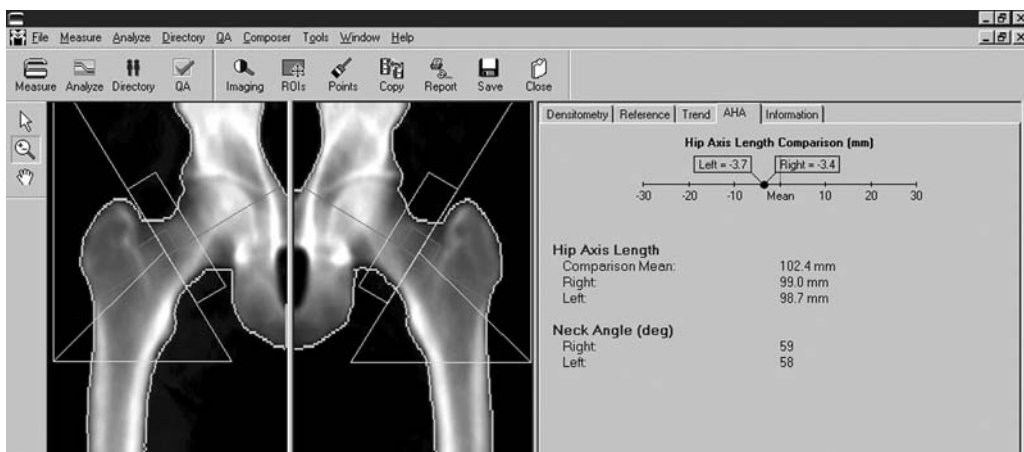 File Measure Analyze Directory QA Composer Tools Window Help
Measure Analyze Directory QA Imaging ROIs Points Copy Report Save Close
Densitometry Reference Trend AHA Information
Hip Axis Length Comparison (mm)
Left = -3.7 Right = -3.4
-30 -20 -10 Mean 10 20 30
Hip Axis Length
Comparison Mean: 102.4 mm
Right: 99.0 mm
Left: 98.7 mm
Neck Angle (deg)
Right: 59
Left: 58